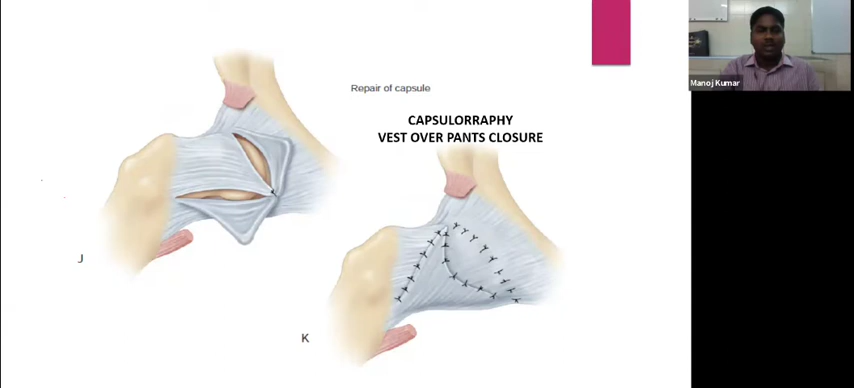 Repair of capsule
CAPSULORRAPHY
VEST OVER PANTS CLOSURE
J
K
Manoj Kumar